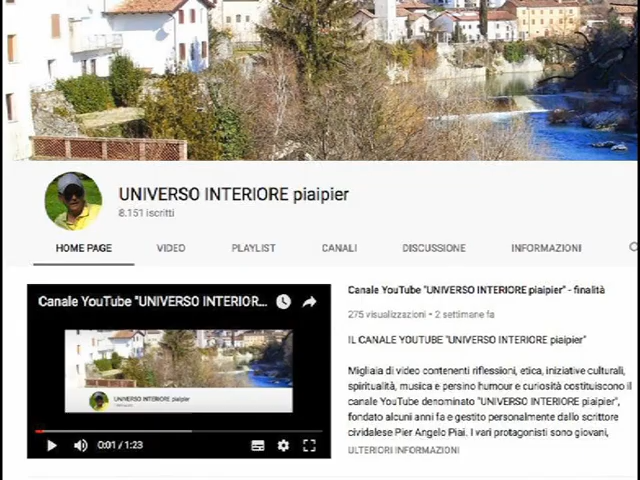 UNIVERSO INTERIORE piaipier
8.151 iscritti
HOME PAGE VIDEO PLAYLIST CANALI DISCUSSIONE INFORMAZIONI
Canale YouTube "UNIVERSO INTERIOR...
UNIVERSO INTERIORE piaipier
0:01 / 1:23
Canale YouTube "UNIVERSO INTERIORE piaipier" - finalità
275 visualizzazioni • 2 settimane fa
IL CANALE YOUTUBE "UNIVERSO INTERIORE piaipier"
Migliaia di video contenenti riflessioni, etica, iniziative culturali,
spiritualità, musica e persino humour e curiosità costituiscono il
canale YouTube denominato "UNIVERSO INTERIORE piaipier",
fondato alcuni anni fa e gestito personalmente dallo scrittore
cividalese Pier Angelo Piai. I vari protagonisti sono giovani,
ULTERIORI INFORMAZIONI